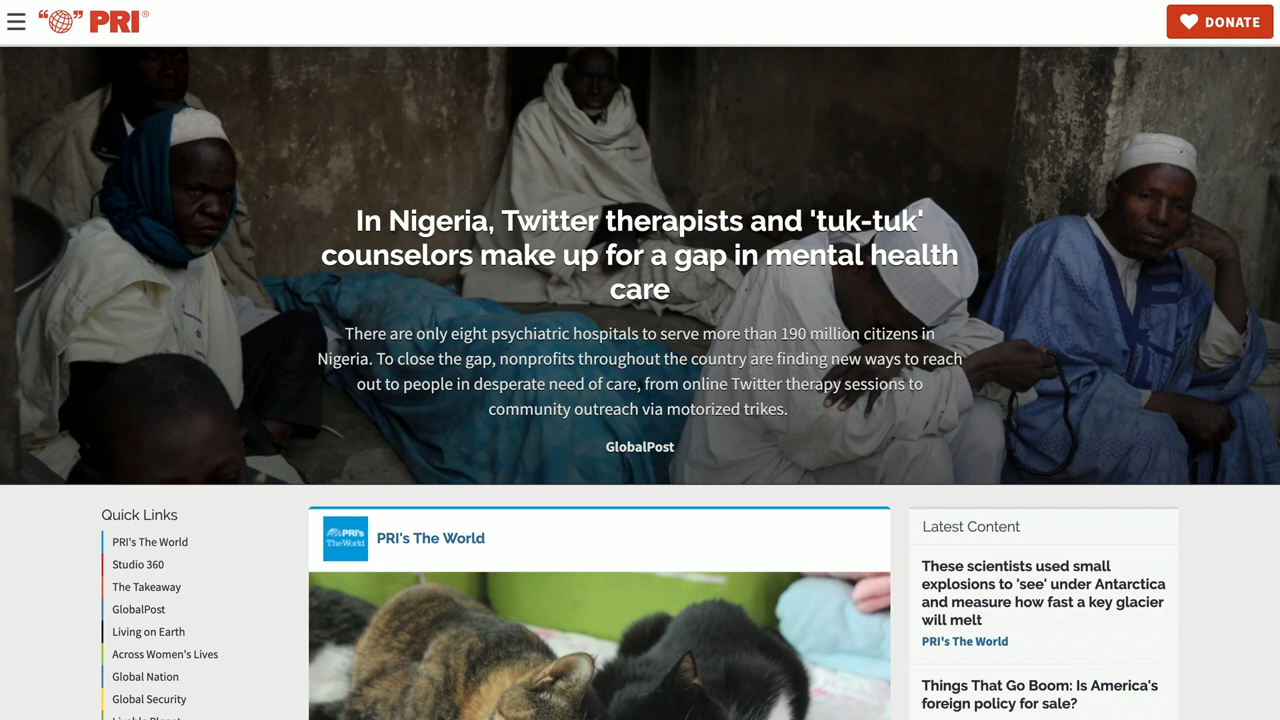 PRI®
DONATE
In Nigeria, Twitter therapists and 'tuk-tuk'
counselors make up for a gap in mental health
care
There are only eight psychiatric hospitals to serve more than 190 million citizens in
Nigeria. To close the gap, nonprofits throughout the country are finding new ways to reach
out to people in desperate need of care, from online Twitter therapy sessions to
community outreach via motorized trikes.
GlobalPost
Quick Links
PRI's The World
Studio 360
The Takeaway
GlobalPost
Living on Earth
Across Women's Lives
Global Nation
Global Security
Livable Planet
PRI's
The World
PRI's The World
Latest Content
These scientists used small
explosions to 'see' under Antarctica
and measure how fast a key glacier
will melt
PRI's The World
Things That Go Boom: Is America's
foreign policy for sale?